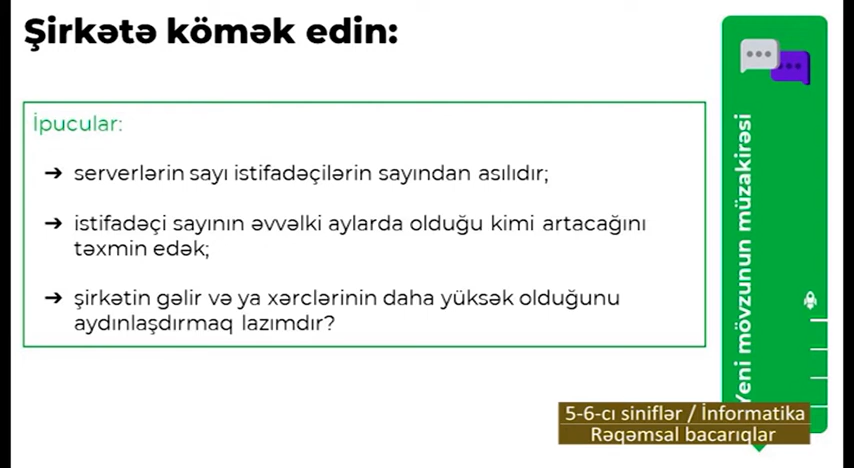 Şirkətə kömək edin:
İpucular:
➔ serverlərin sayı istifadəçilərin sayından asılıdır;
➔ istifadəçi sayının əvvəlki aylarda olduğu kimi artacağını
təxmin edək;
➔ şirkətin gəlir və ya xərclərinin daha yüksək olduğunu
aydınlaşdırmaq lazımdır?
Yeni mövzunun müzakirəsi
5-6-cı siniflər / İnformatika
Rəqəmsal bacarıqlar